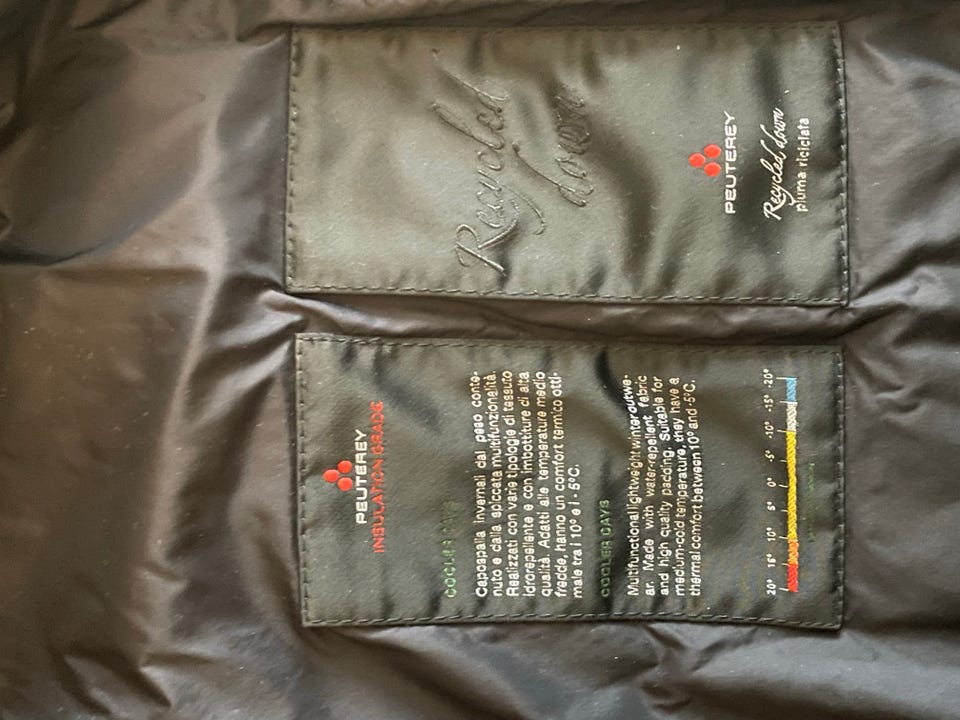 PEUTEREY
INSULATION GRADE
COOLER DAYS
Capospalla invernali dal peso conte-
nuto e dalla spiccata multifunzionalità.
Realizzati con varie tipologie di tessuto
idrorepellente e con imbottiture di alta
qualità. Adatti alle temperature medio
fredde, hanno un comfort termico otti-
male tra i 10° e i - 5°C.
COOLER DAYS
Multifunctional lightweight winter outwe-
ar. Made with water-repellent fabric
and high quality padding. Suitable for
medium-cold temperature, they have a
thermal comfort between 10° and -5°C.
20° 15° 10° 5° 0° -5° -10° -15° -20°
Recycled
down
PEUTEREY
Recycled down
piuma riciclata